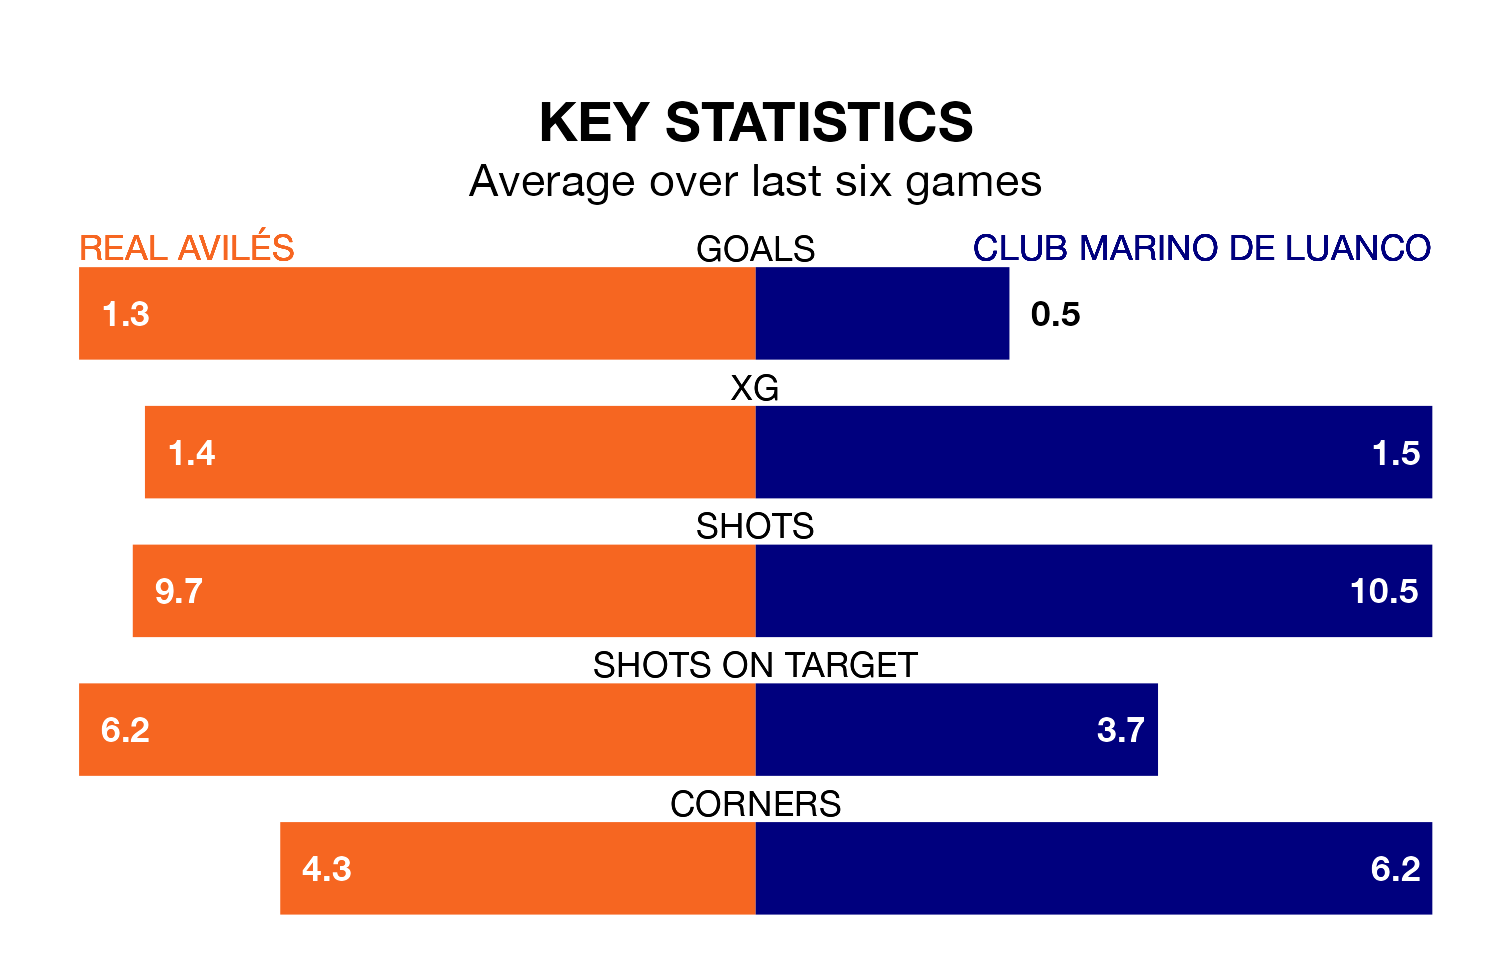 KEY STATISTICS
Average over last six games
REAL AVILÉS GOALS CLUB MARINO DE LUANCO
1.3 0.5
XG
1.4 1.5
SHOTS
9.7 10.5
SHOTS ON TARGET
6.2 3.7
CORNERS
4.3 6.2